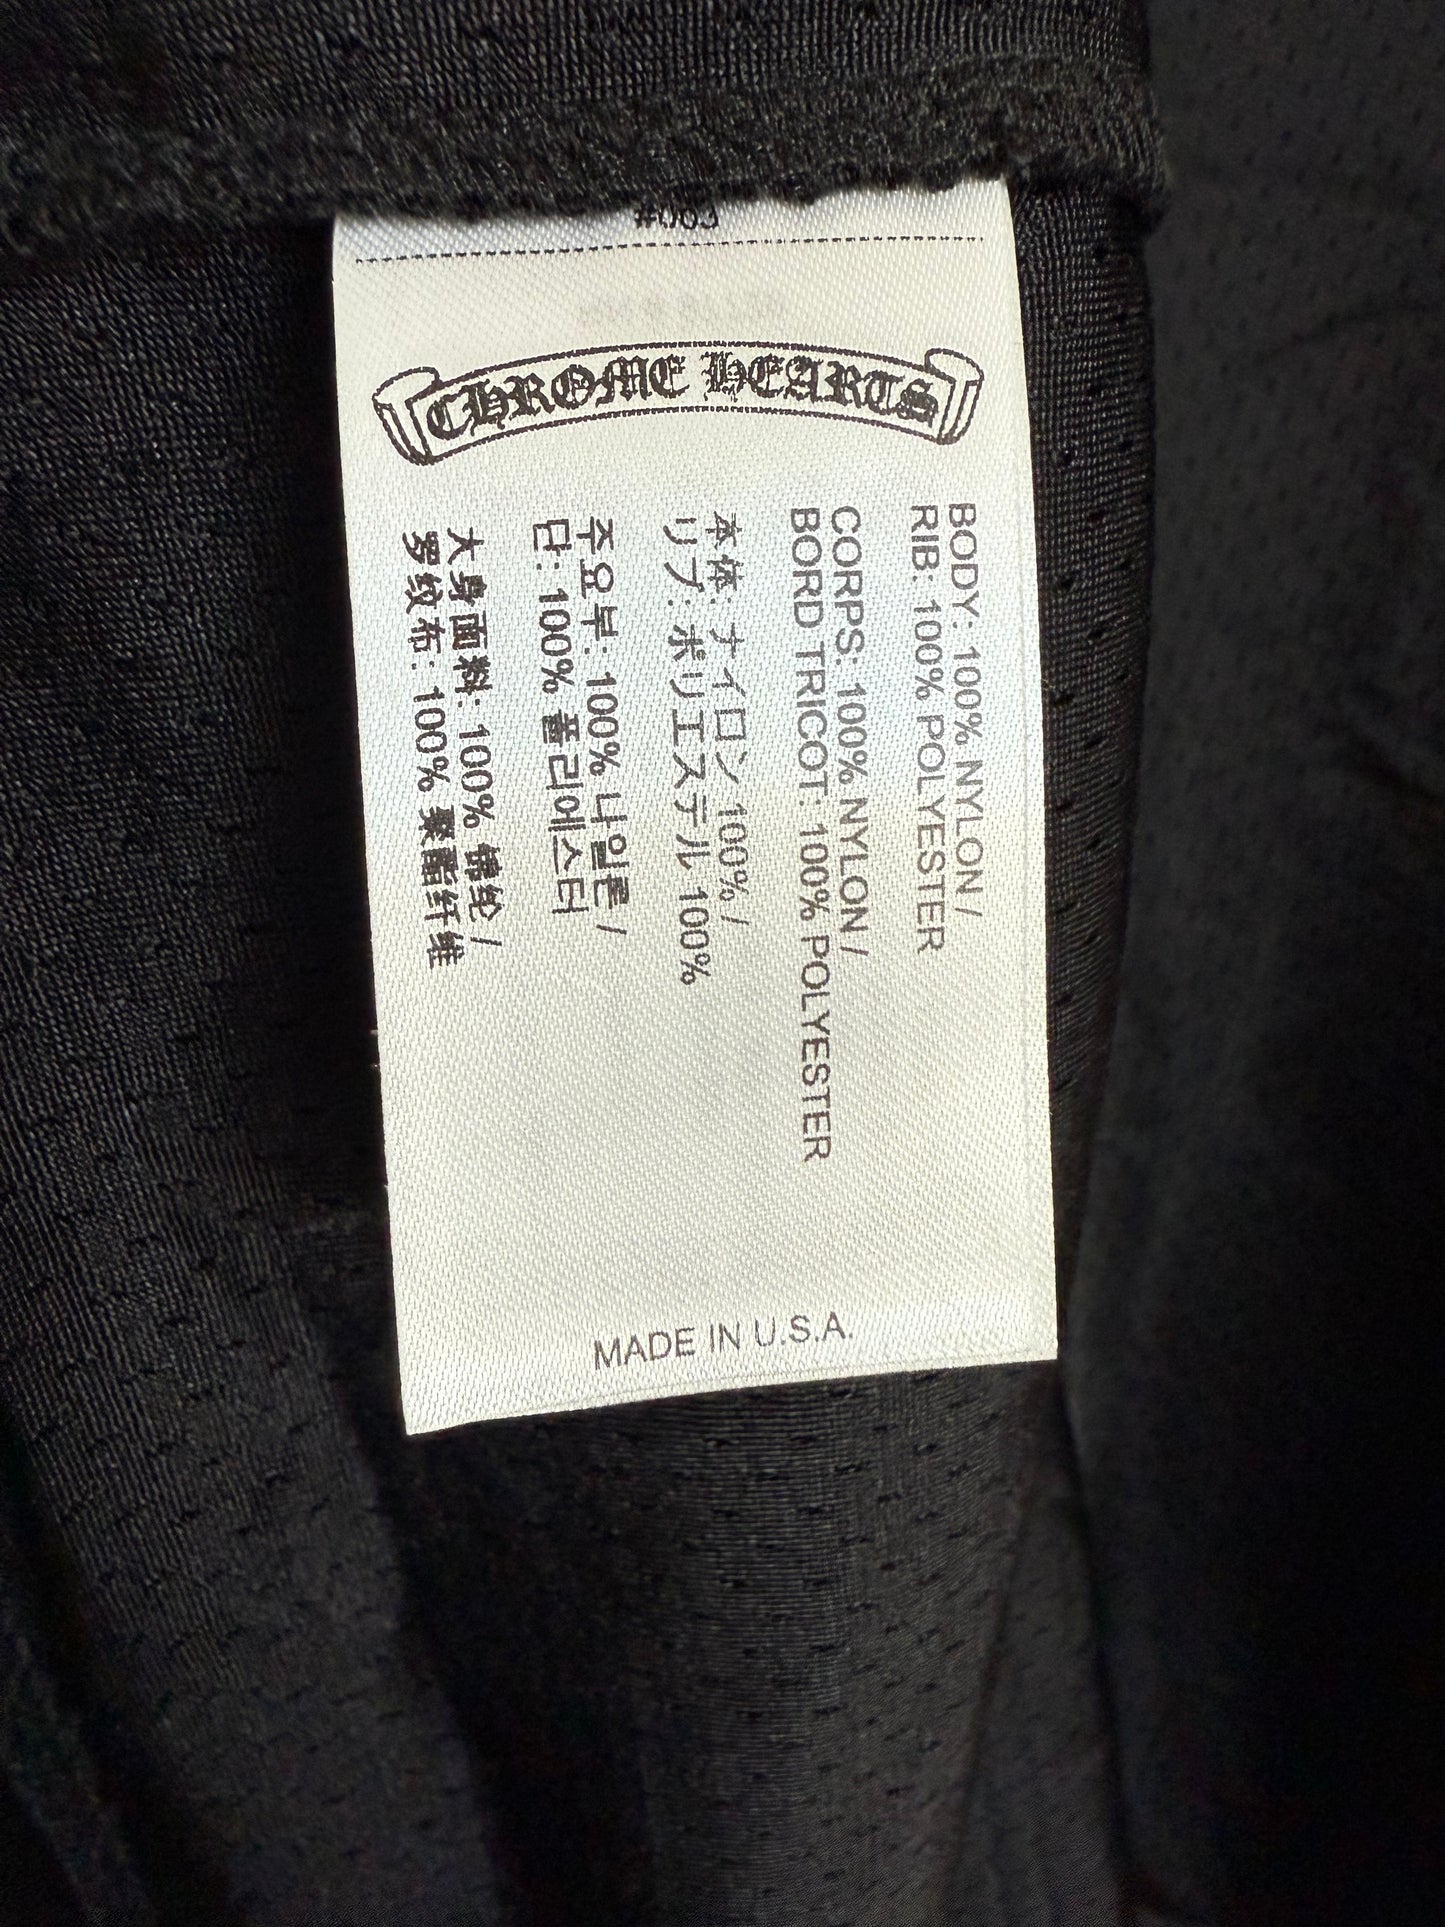 #063
CHROME HEARTS
BODY: 100% NYLON /
RIB: 100% POLYESTER
CORPS: 100% NYLON /
BORD TRICOT: 100% POLYESTER
本体: ナイロン 100% /
リブ: ポリエステル 100%
주요부: 100% 나일론 /
단: 100% 폴리에스터
大身面料: 100% 锦纶 /
罗纹布: 100% 聚酯纤维
MADE IN U.S.A.